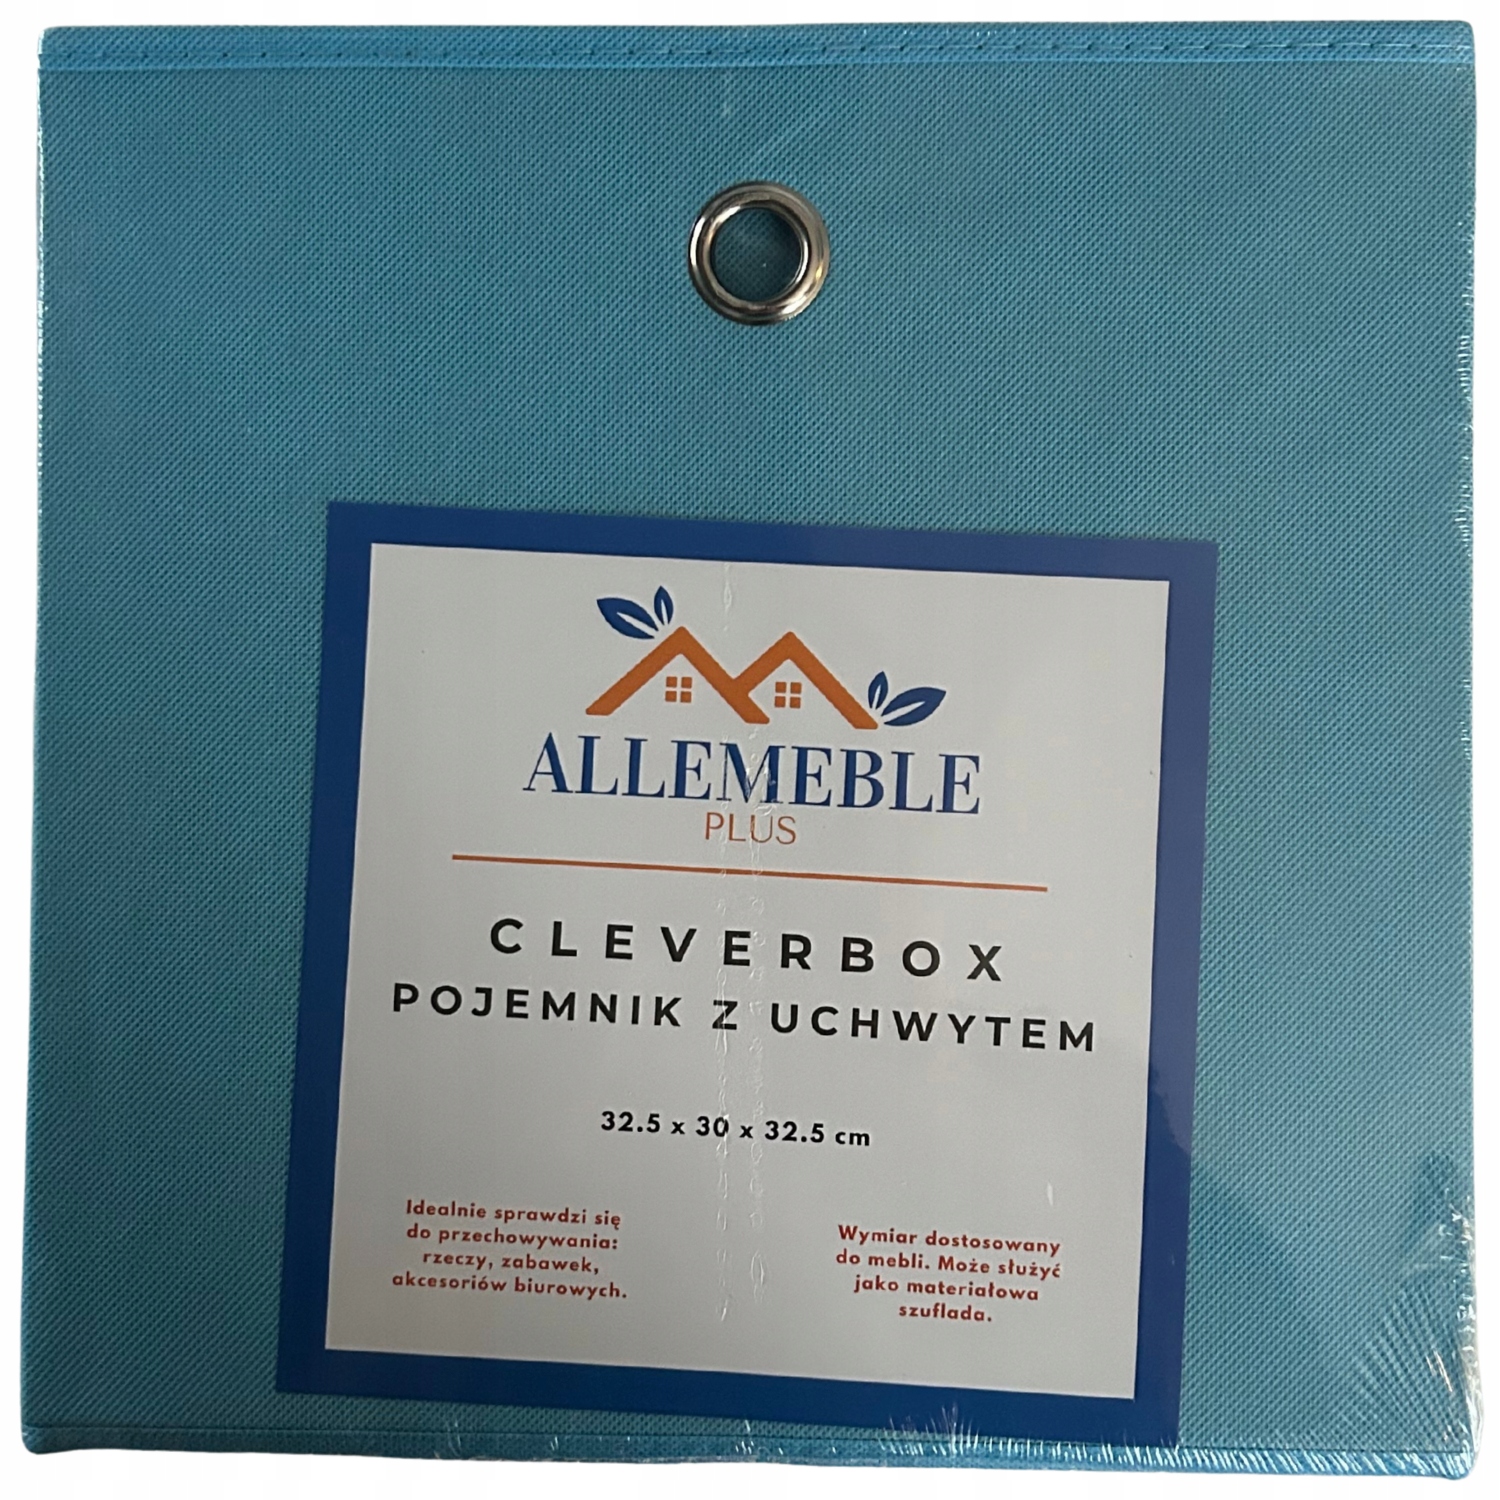 ALLEMEBLE
PLUS
CLEVERBOX
POJEMNIK Z UCHWYTEM
32.5 x 30 x 32.5 cm
Idealnie sprawdzi się
do przechowywania:
rzeczy, zabawek,
akcesoriów biurowych.
Wymiar dostosowany
do mebli. Może służyć
jako materiałowa
szuflada.